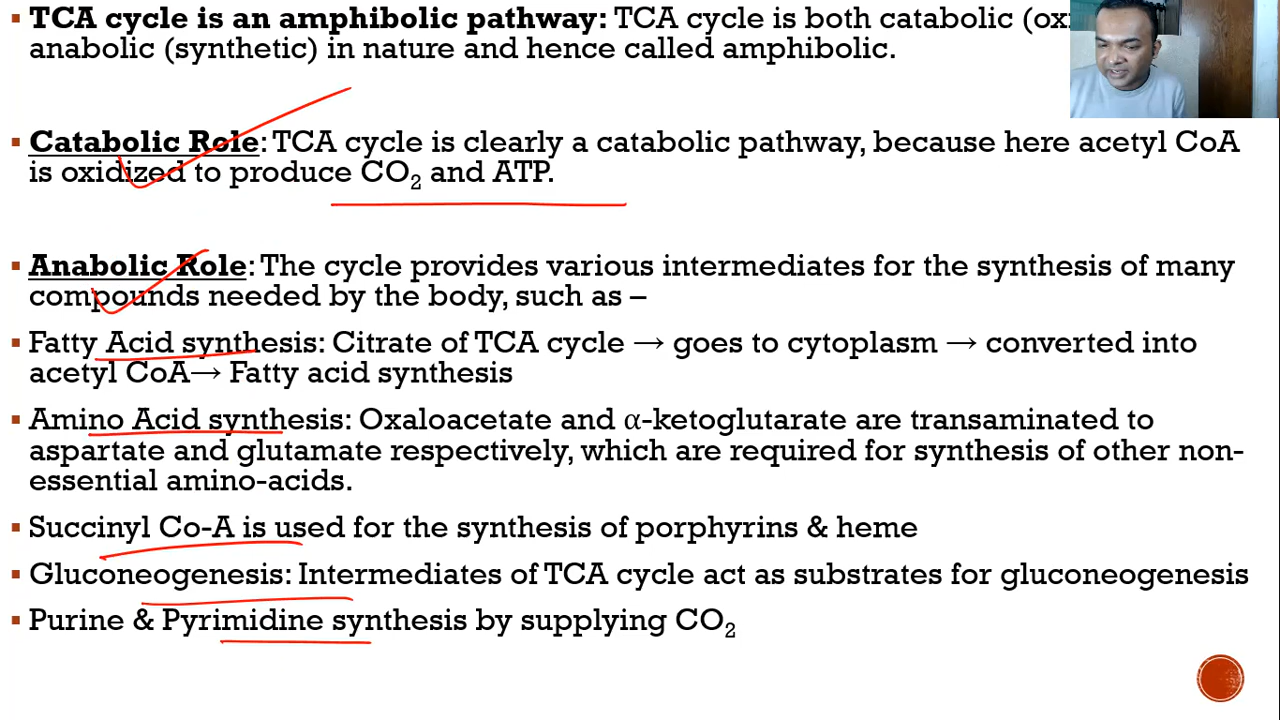 ▪ TCA cycle is an amphibolic pathway: TCA cycle is both catabolic
anabolic (synthetic) in nature and hence called amphibolic.
▪ Catabolic Role: TCA cycle is clearly a catabolic pathway, because here acetyl CoA
is oxidized to produce CO₂ and ATP.
▪ Anabolic Role: The cycle provides various intermediates for the synthesis of many
compounds needed by the body, such as –
▪ Fatty Acid synthesis: Citrate of TCA cycle → goes to cytoplasm → converted into
acetyl CoA→ Fatty acid synthesis
▪ Amino Acid synthesis: Oxaloacetate and α-ketoglutarate are transaminated to
aspartate and glutamate respectively, which are required for synthesis of other non-
essential amino-acids.
▪ Succinyl Co-A is used for the synthesis of porphyrins & heme
▪ Gluconeogenesis: Intermediates of TCA cycle act as substrates for gluconeogenesis
▪ Purine & Pyrimidine synthesis by supplying CO₂